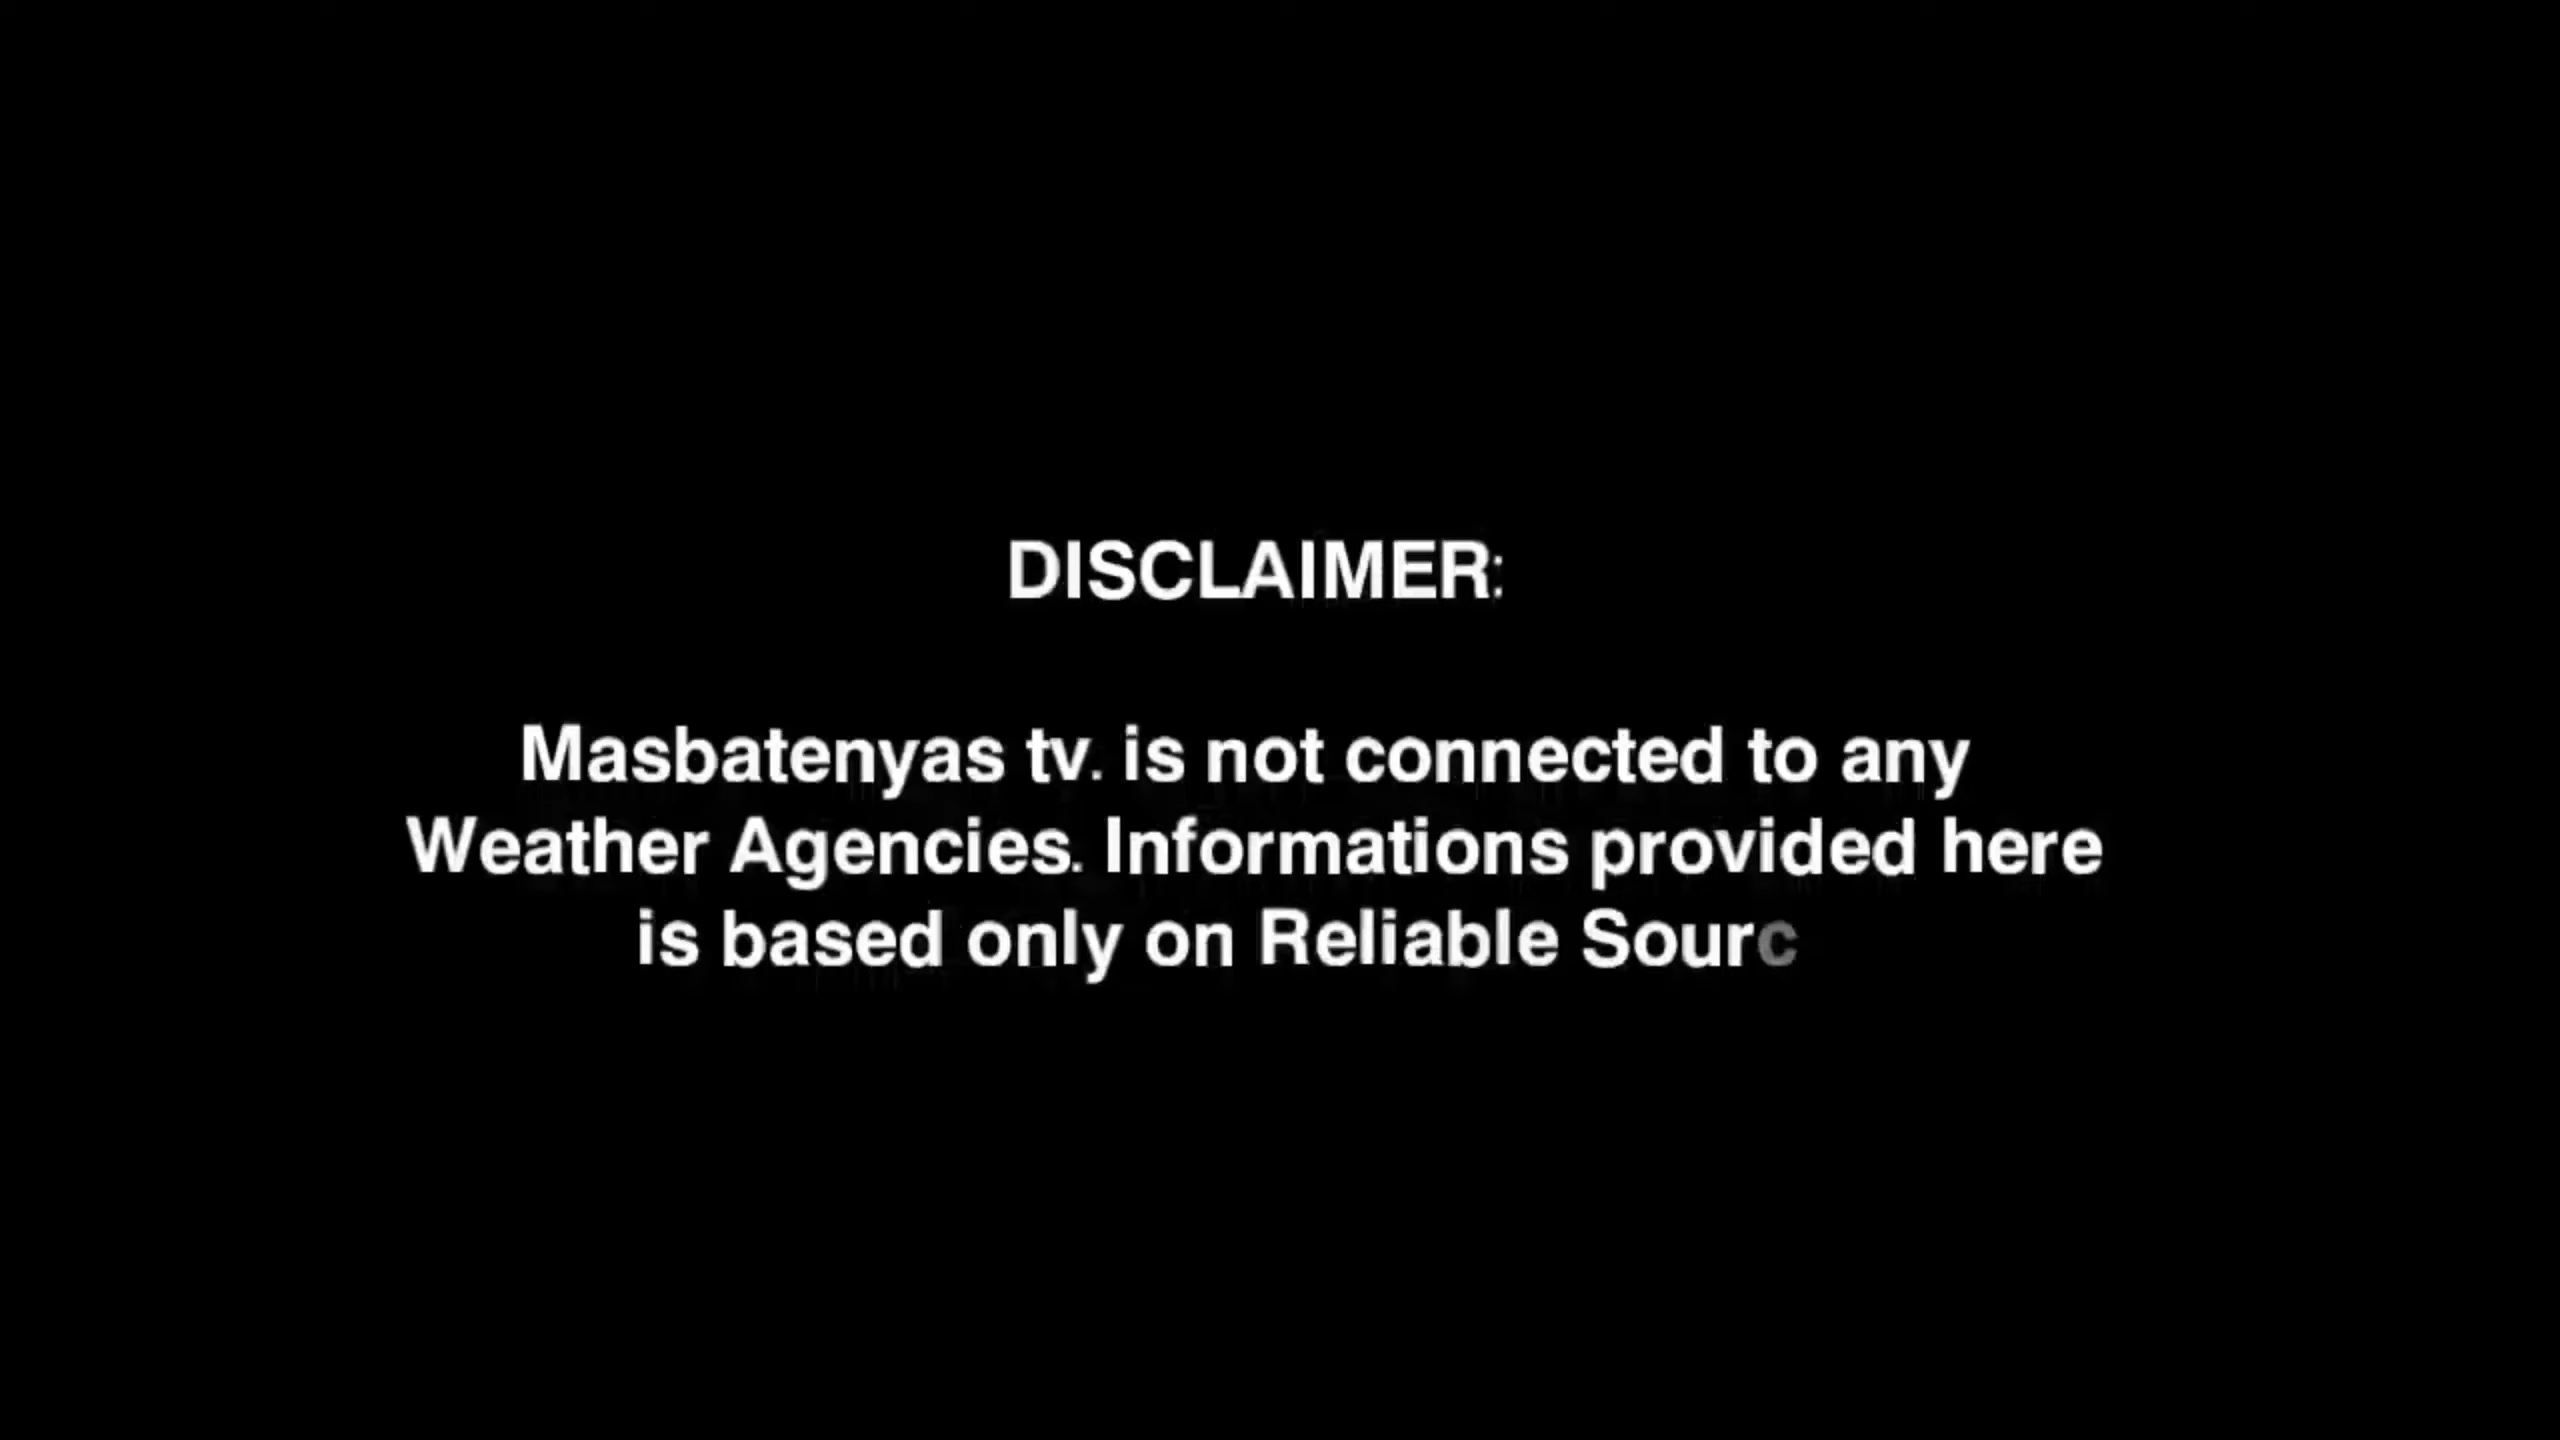 DISCLAIMER:
Masbatenyas tv. is not connected to any
Weather Agencies. Informations provided here
is based only on Reliable Sourc